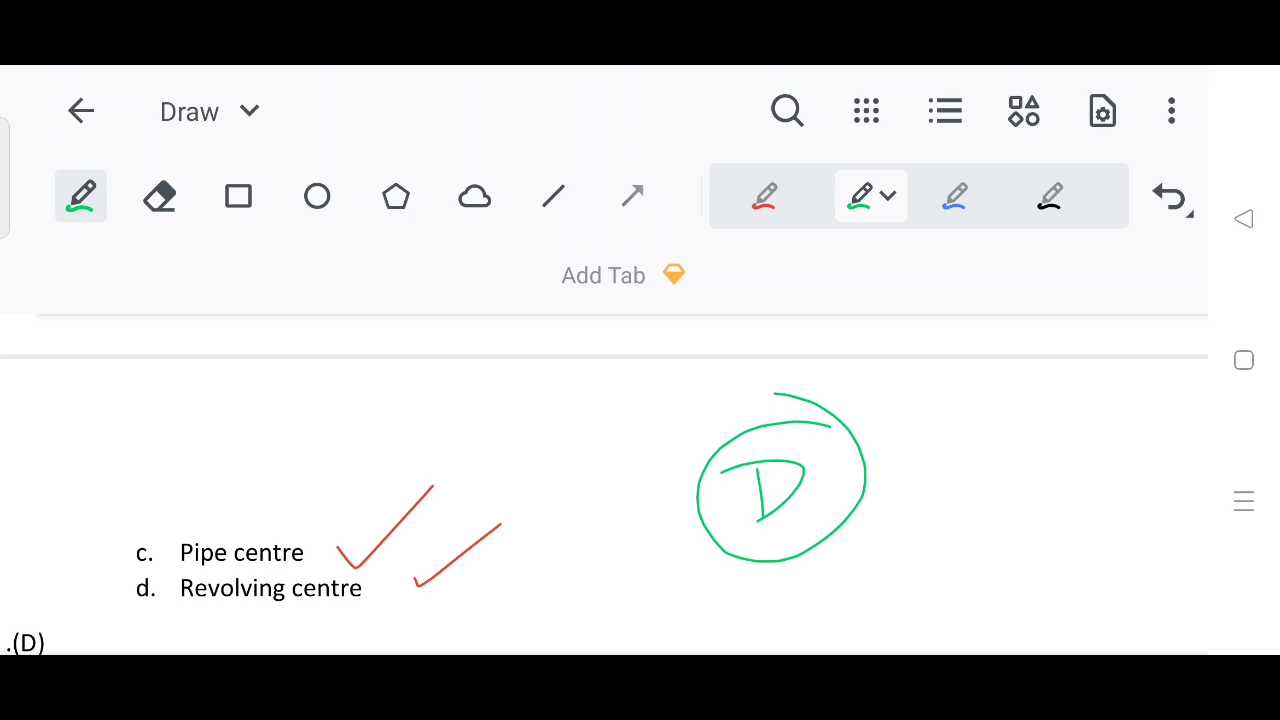 Draw
Add Tab
D
c. Pipe centre
d. Revolving centre
.(D)